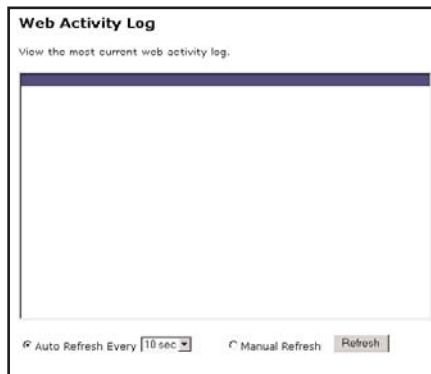 Web Activity Log
View the most current web activity log.
Auto Refresh Every 10 sec Manual Refresh Refresh